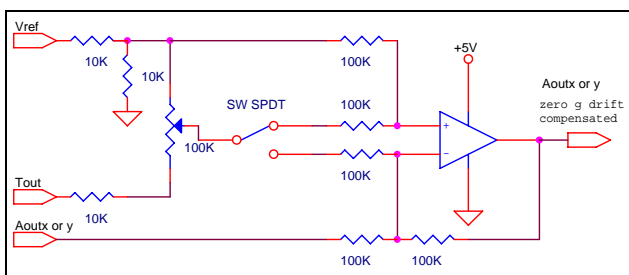 Vref
10K
10K
100K
+5V
Aoutx or y
zero g drift
compensated
SW SPDT
100K
+
100K
−
100K
Tout
10K
Aoutx or y
100K
100K